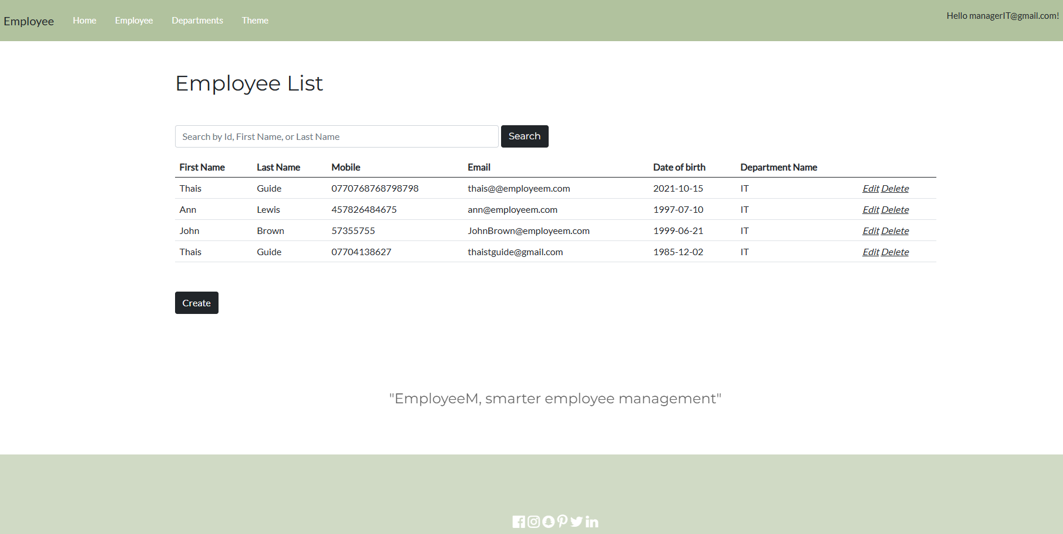 Employee Home Employee Departments Theme Hello managerIT@gmail.com!
Employee List
Search by Id, First Name, or Last Name Search
First Name Last Name Mobile Email Date of birth Department Name
Thais Guide 0770768768798798 thais@@employeem.com 2021-10-15 IT Edit Delete
Ann Lewis 457826484675 ann@employeem.com 1997-07-10 IT Edit Delete
John Brown 57355755 JohnBrown@employeem.com 1999-06-21 IT Edit Delete
Thais Guide 07704138627 thaistguide@gmail.com 1985-12-02 IT Edit Delete
Create
"EmployeeM, smarter employee management"